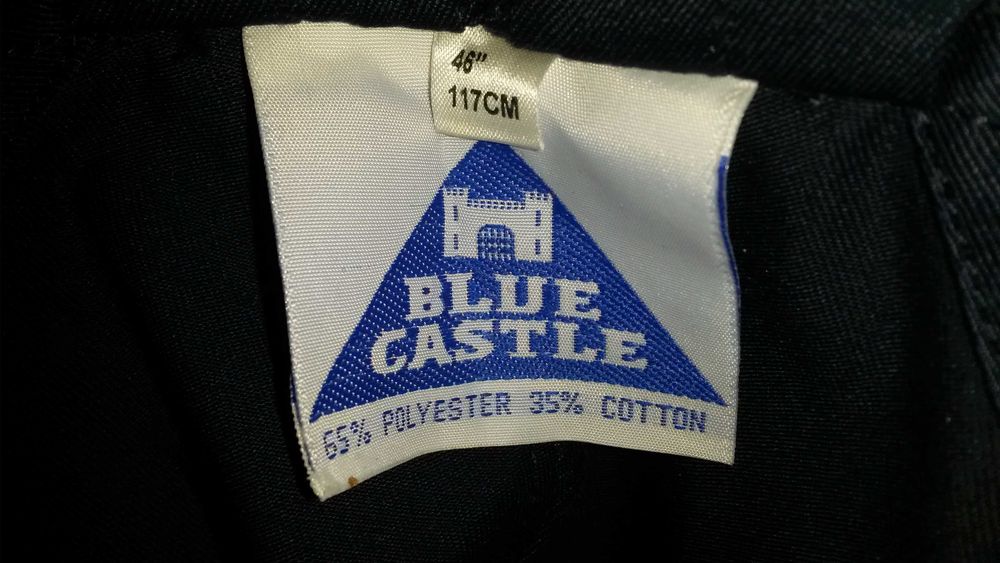 46"
117CM
BLUE
CASTLE
65% POLYESTER 35% COTTON